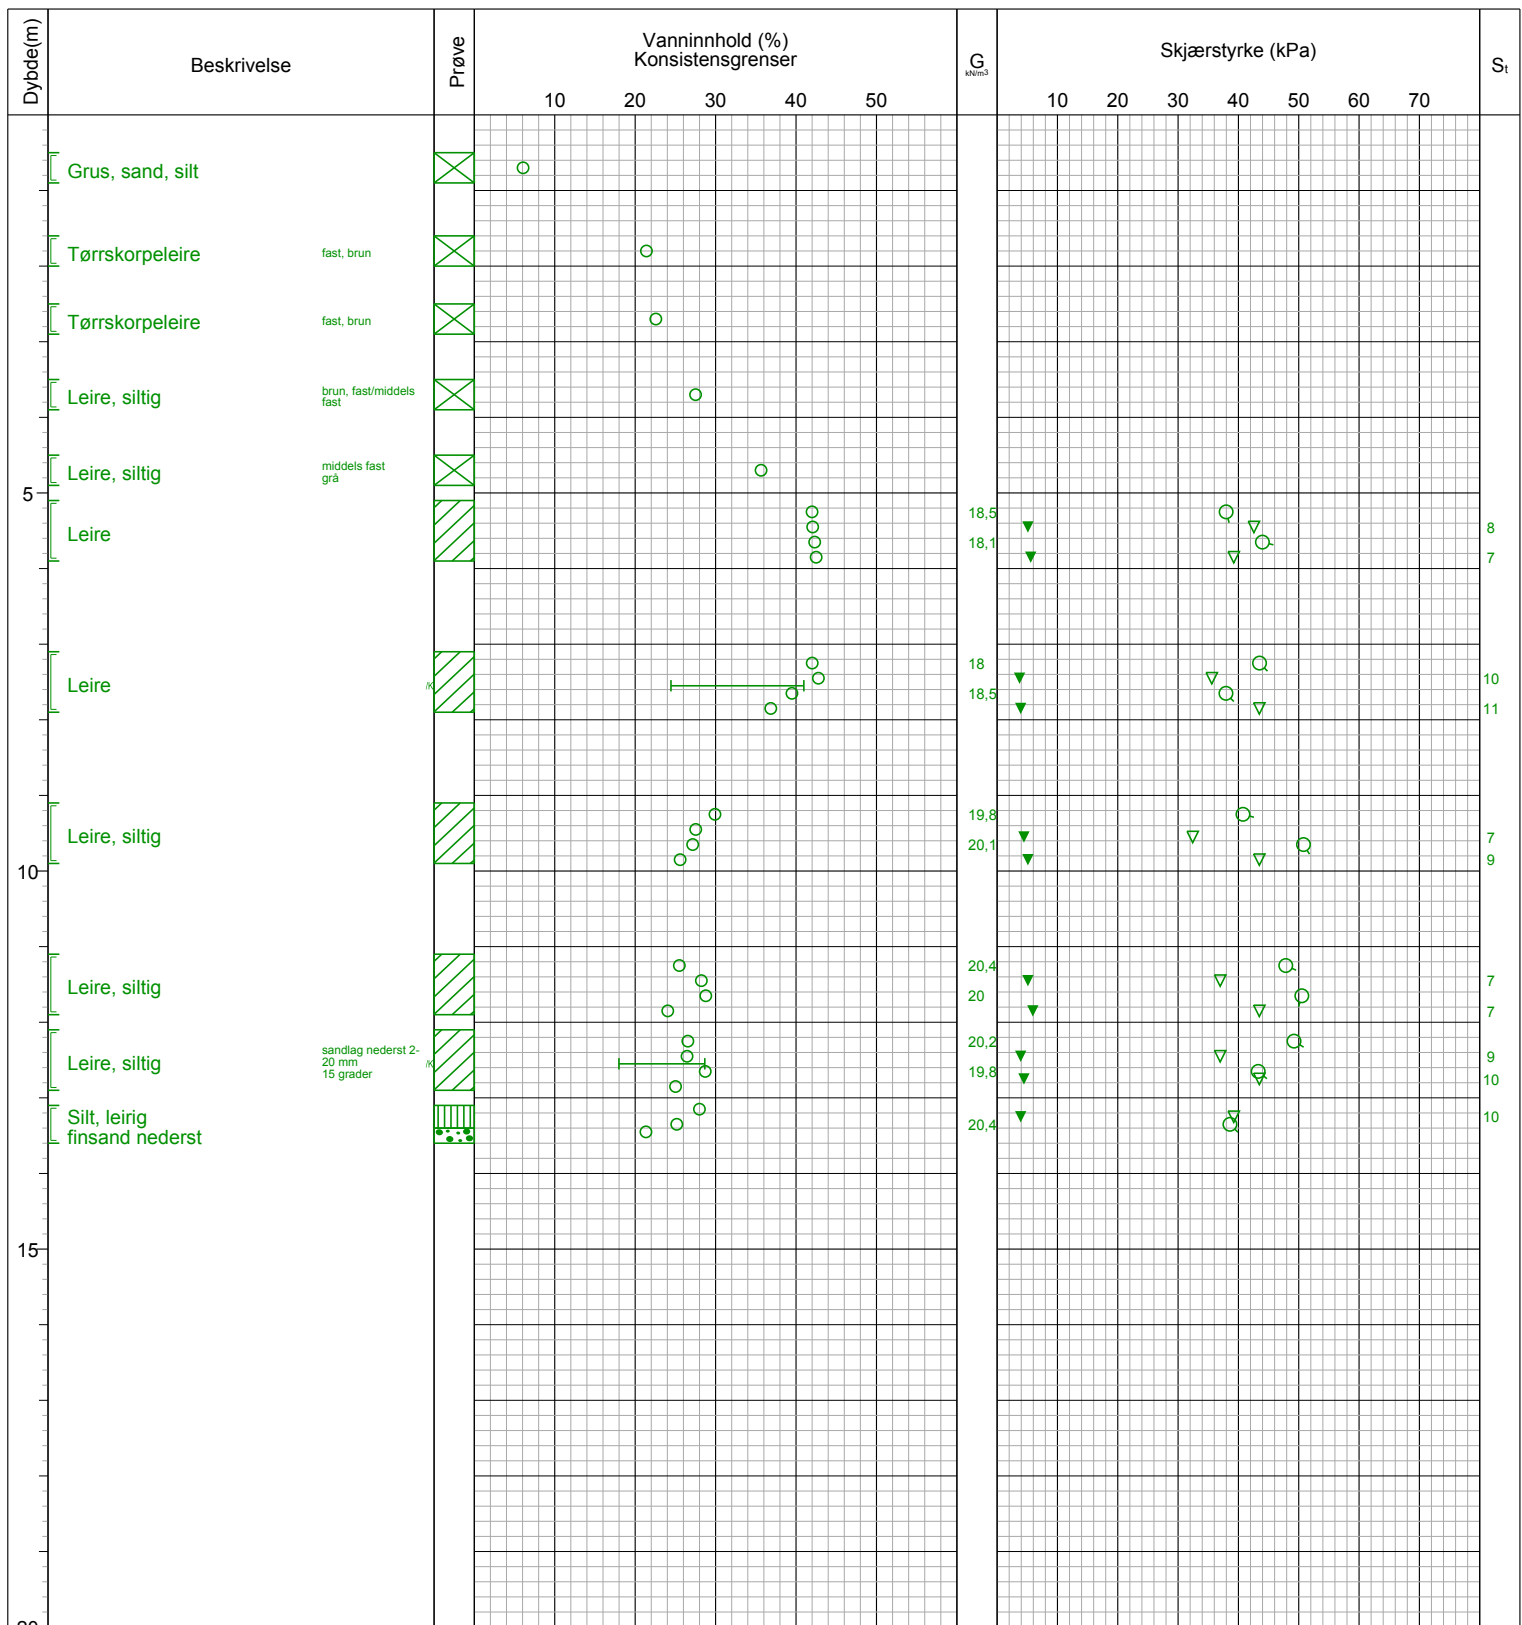 Dybde(m)
Beskrivelse
Prøve
Vanninnhold (%)
Konsistensgrenser
10 20 30 40 50
G
kN/m³
Skjærstyrke (kPa)
10 20 30 40 50 60 70
St
Grus, sand, silt
Tørrskorpeleire fast, brun
Tørrskorpeleire fast, brun
Leire, siltig brun, fast/middels
fast
Leire, siltig middels fast
grå
5
18,5
Leire 8
18,1
7
18
Leire /K 10
18,5
11
19,8
Leire, siltig 7
20,1
9
10
20,4
Leire, siltig 7
20
7
20,2
Leire, siltig sandlag nederst 2-
20 mm
15 grader
/K 9
19,8
10
Silt, leirig 10
finsand nederst 20,4
15